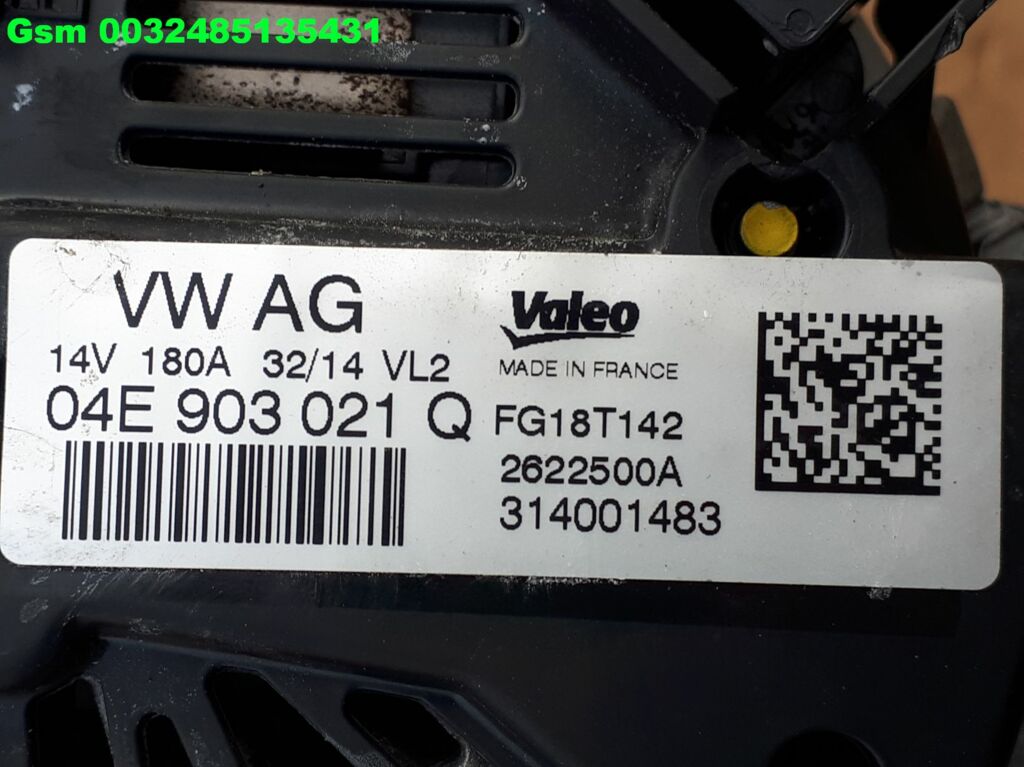 Gsm 0032485135431
VW AG
Valeo
14V 180A 32/14 VL2
MADE IN FRANCE
04E 903 021 Q
FG18T142
2622500A
314001483